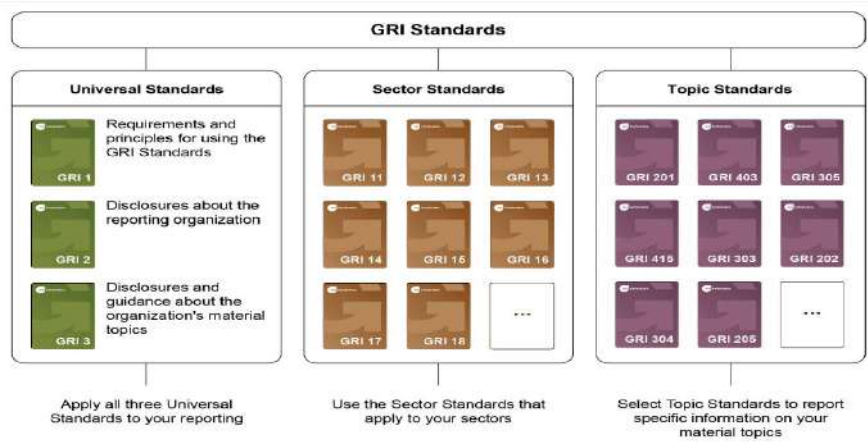 GRI Standards
Universal Standards
GRI 1
Requirements and
principles for using the
GRI Standards
GRI 2
Disclosures about the
reporting organization
GRI 3
Disclosures and
guidance about the
organization's material
topics
Apply all three Universal
Standards to your reporting
Sector Standards
GRI 11
GRI 12
GRI 13
GRI 14
GRI 15
GRI 16
GRI 17
GRI 18
...
Use the Sector Standards that
apply to your sectors
Topic Standards
GRI 201
GRI 403
GRI 305
GRI 415
GRI 303
GRI 202
GRI 304
GRI 205
...
Select Topic Standards to report
specific information on your
material topics